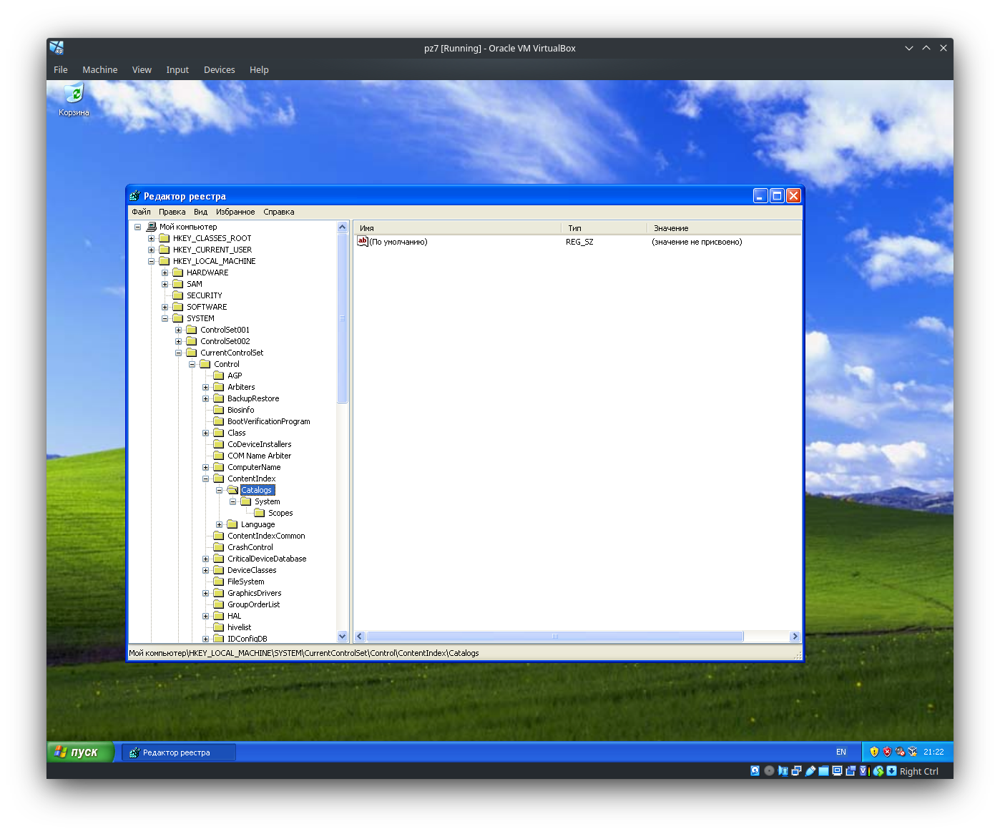 pz7 [Running] - Oracle VM VirtualBox
File Machine View Input Devices Help
Корзина
Редактор реестра
Файл Правка Вид Избранное Справка
Мой компьютер
HKEY_CLASSES_ROOT
HKEY_CURRENT_USER
HKEY_LOCAL_MACHINE
HARDWARE
SAM
SECURITY
SOFTWARE
SYSTEM
ControlSet001
ControlSet002
CurrentControlSet
Control
AGP
Arbiters
BackupRestore
Biosinfo
BootVerificationProgram
Class
CoDeviceInstallers
COM Name Arbiter
ComputerName
ContentIndex
Catalogs
System
Scopes
Language
ContentIndexCommon
CrashControl
CriticalDeviceDatabase
DeviceClasses
FileSystem
GraphicsDrivers
GroupOrderList
HAL
hivelist
IDConfigDB
Имя Тип Значение
ab (По умолчанию) REG_SZ (значение не присвоено)
Мой компьютер\HKEY_LOCAL_MACHINE\SYSTEM\CurrentControlSet\Control\ContentIndex\Catalogs
пуск Редактор реестра EN 21:22
Right Ctrl